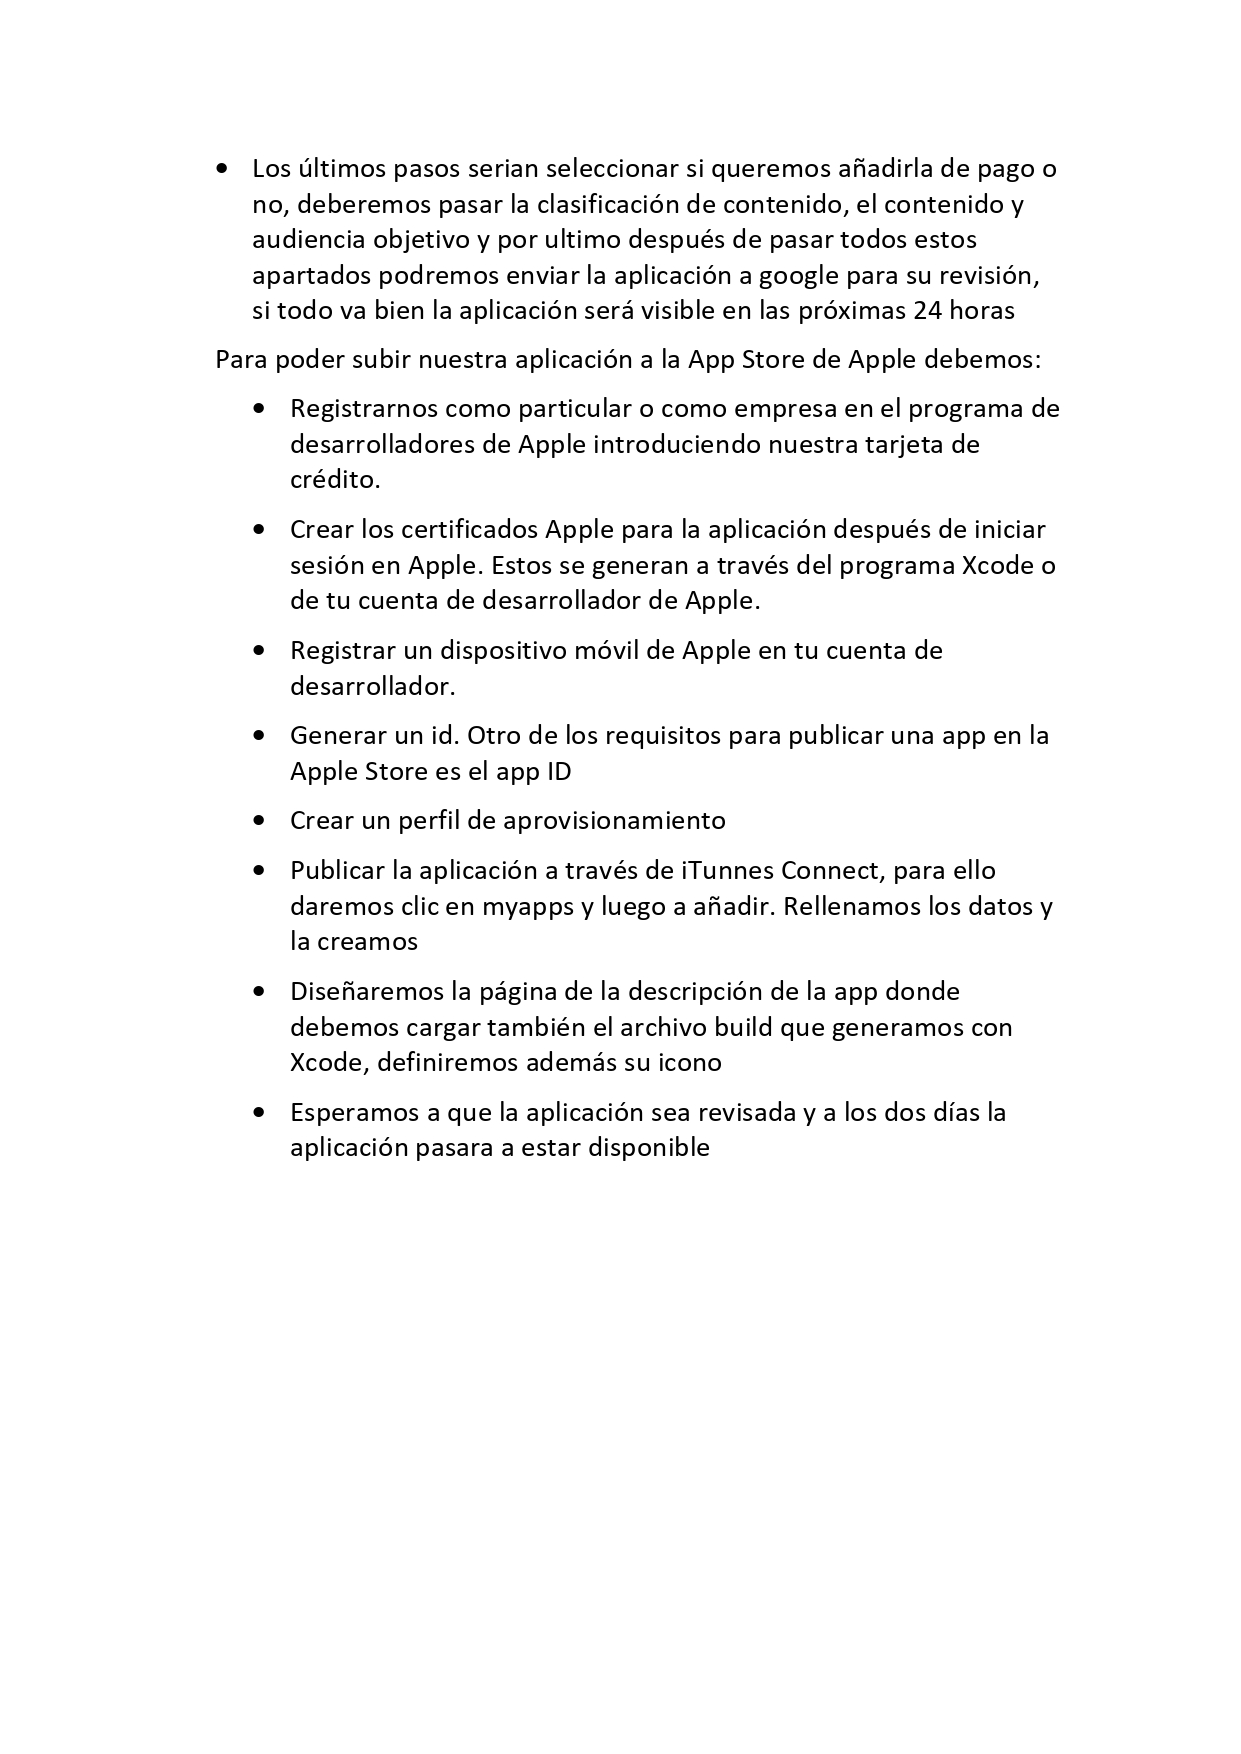 • Los últimos pasos serian seleccionar si queremos añadirla de pago o
no, deberemos pasar la clasificación de contenido, el contenido y
audiencia objetivo y por ultimo después de pasar todos estos
apartados podremos enviar la aplicación a google para su revisión,
si todo va bien la aplicación será visible en las próximas 24 horas
Para poder subir nuestra aplicación a la App Store de Apple debemos:
• Registrarnos como particular o como empresa en el programa de
desarrolladores de Apple introduciendo nuestra tarjeta de
crédito.
• Crear los certificados Apple para la aplicación después de iniciar
sesión en Apple. Estos se generan a través del programa Xcode o
de tu cuenta de desarrollador de Apple.
• Registrar un dispositivo móvil de Apple en tu cuenta de
desarrollador.
• Generar un id. Otro de los requisitos para publicar una app en la
Apple Store es el app ID
• Crear un perfil de aprovisionamiento
• Publicar la aplicación a través de iTunnes Connect, para ello
daremos clic en myapps y luego a añadir. Rellenamos los datos y
la creamos
• Diseñaremos la página de la descripción de la app donde
debemos cargar también el archivo build que generamos con
Xcode, definiremos además su icono
• Esperamos a que la aplicación sea revisada y a los dos días la
aplicación pasara a estar disponible